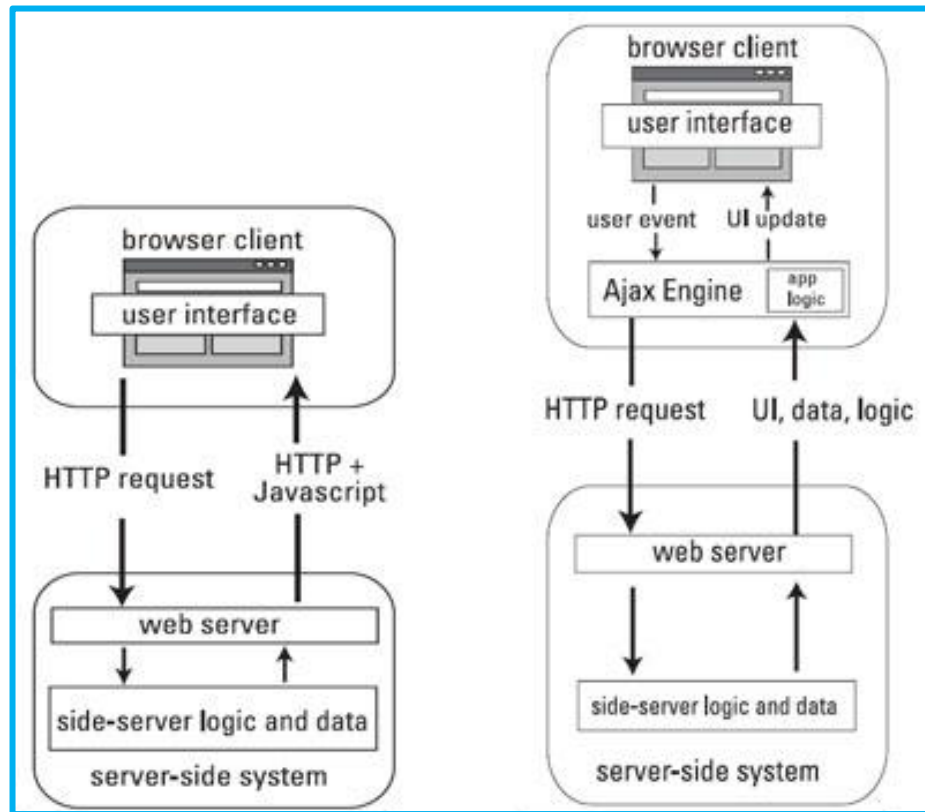 browser client
user interface
HTTP request
HTTP +
Javascript
web server
side-server logic and data
server-side system
browser client
user interface
user event
UI update
Ajax Engine
app
logic
HTTP request
UI, data, logic
web server
side-server logic and data
server-side system